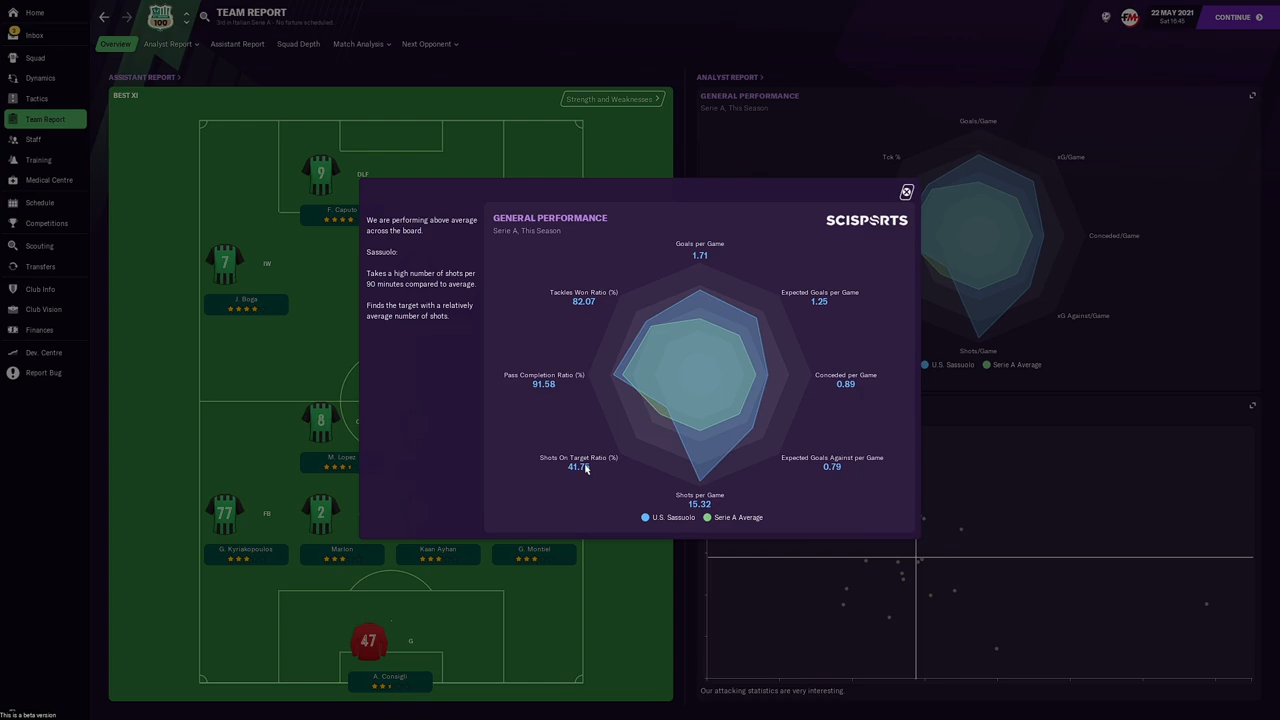 Home
TEAM REPORT
3rd in Italian Serie A - No failure scheduled.
22 MAY 2021
Sat 16:45
CONTINUE
100
2
Inbox
Squad
Dynamics
Tactics
Team Report
Staff
Training
Medical Centre
Schedule
Competitions
Scouting
Transfers
Club Info
Club Vision
Finances
Dev. Centre
Report Bug
Overview
Analyst Report
Assistant Report
Squad Depth
Match Analysis
Next Opponent
ASSISTANT REPORT
BEST XI
Strength and Weaknesses
9
DLF
F. Caputo
7
IW
J. Boga
8
M. Lopez
77
FB
2
G. Kyriakopoulos
Marlon
Kaan Ayhan
G. Montiel
47
G
A. Consigli
ANALYST REPORT
GENERAL PERFORMANCE
Serie A, This Season
Goals/Game
Tck %
xG/Game
Conceded/Game
xG Against/Game
Shots/Game
U.S. Sassuolo
Serie A Average
We are performing above average
across the board.
Sassuolo:
Takes a high number of shots per
90 minutes compared to average.
Finds the target with a relatively
average number of shots.
GENERAL PERFORMANCE
Serie A, This Season
SCISPORTS
Goals per Game
1.71
Tackles Won Ratio (%)
82.07
Expected Goals per Game
1.25
Pass Completion Ratio (%)
91.58
Conceded per Game
0.89
Shots On Target Ratio (%)
Expected Goals Against per Game
0.79
Shots per Game
15.32
U.S. Sassuolo
Serie A Average
Our attacking statistics are very interesting.
This is a beta version